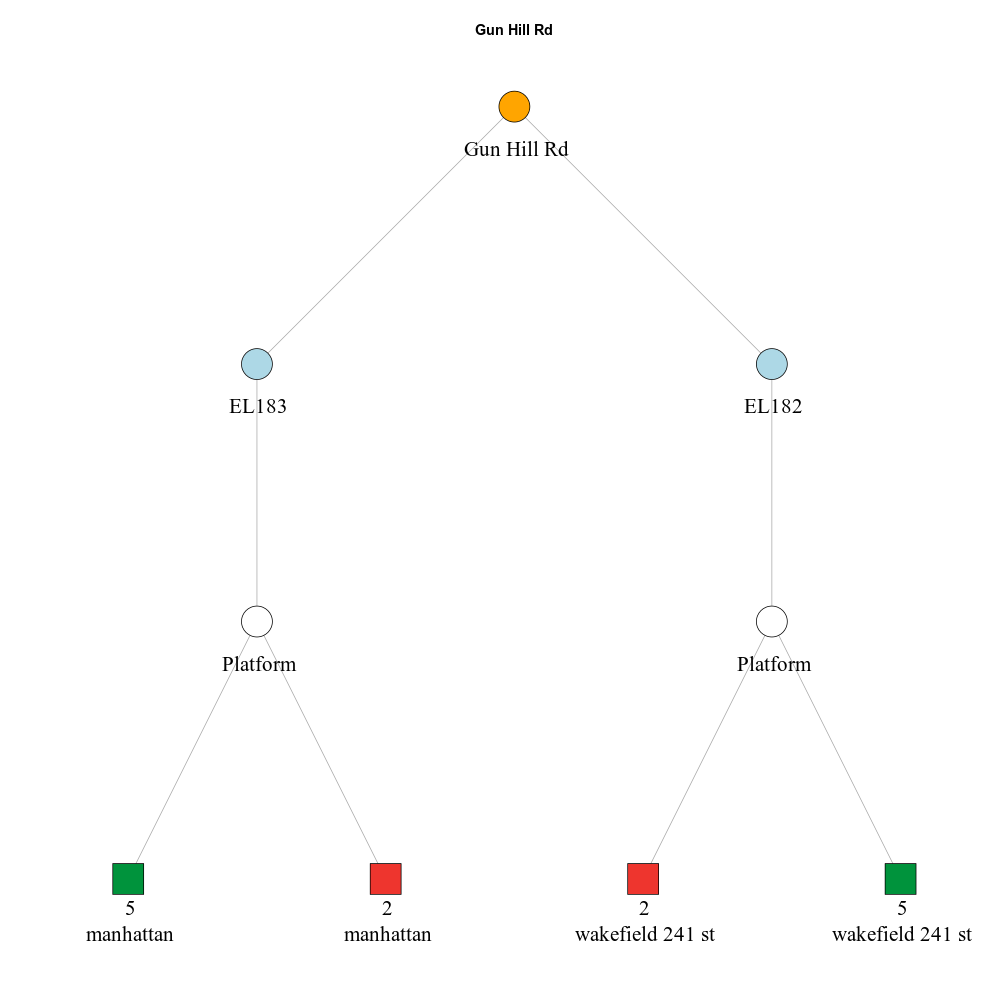 Gun Hill Rd
Gun Hill Rd
EL183
EL182
Platform
Platform
5
manhattan
2
manhattan
2
wakefield 241 st
5
wakefield 241 st